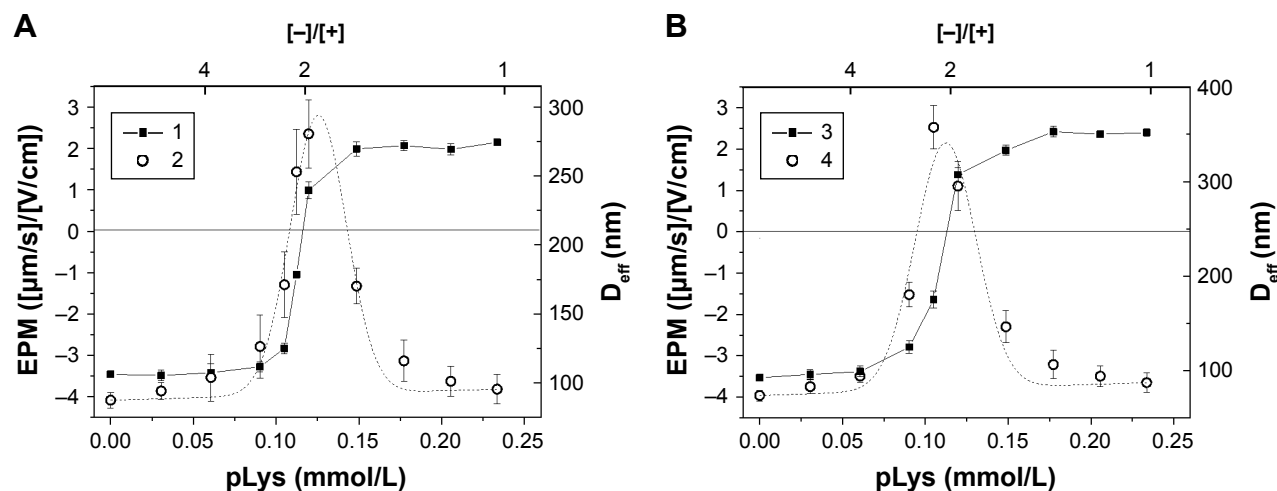 A
[–]/[+]
4 2 1
3
2
1
0
–1
–2
–3
–4
EPM ([µm/s]/[V/cm])
1
2
300
250
200
150
100
D_eff (nm)
0.00 0.05 0.10 0.15 0.20 0.25
pLys (mmol/L)
B
[–]/[+]
4 2 1
3
2
1
0
–1
–2
–3
–4
EPM ([µm/s]/[V/cm])
3
4
400
300
200
100
D_eff (nm)
0.00 0.05 0.10 0.15 0.20 0.25
pLys (mmol/L)